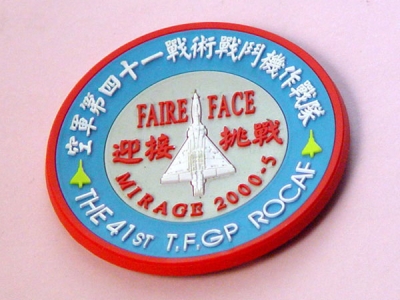 空軍第四十一戰術戰鬥機作戰隊
FAIRE FACE
迎接 挑戰
MIRAGE 2000-5
THE 41ST T.F.GP ROCAF